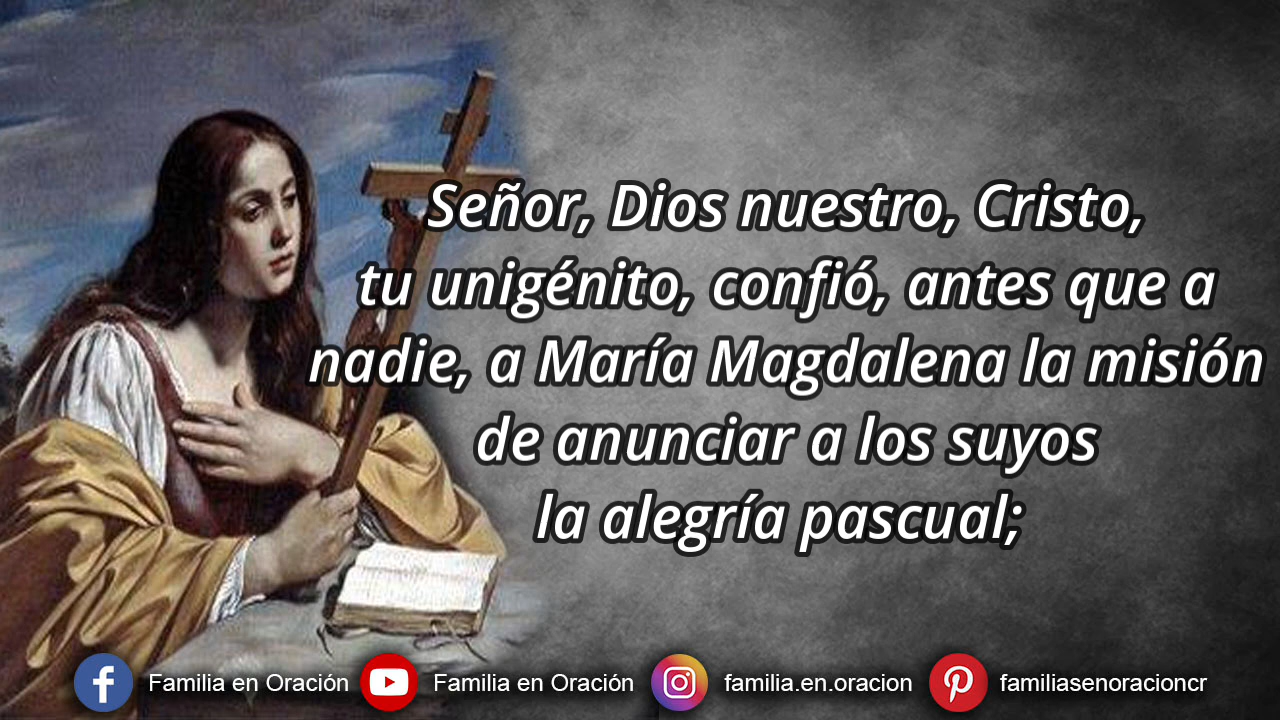 Señor, Dios nuestro, Cristo,
tu unigénito, confió, antes que a
nadie, a María Magdalena la misión
de anunciar a los suyos
la alegría pascual;
Familia en Oración
Familia en Oración
familia.en.oracion
familiasenoracioncr